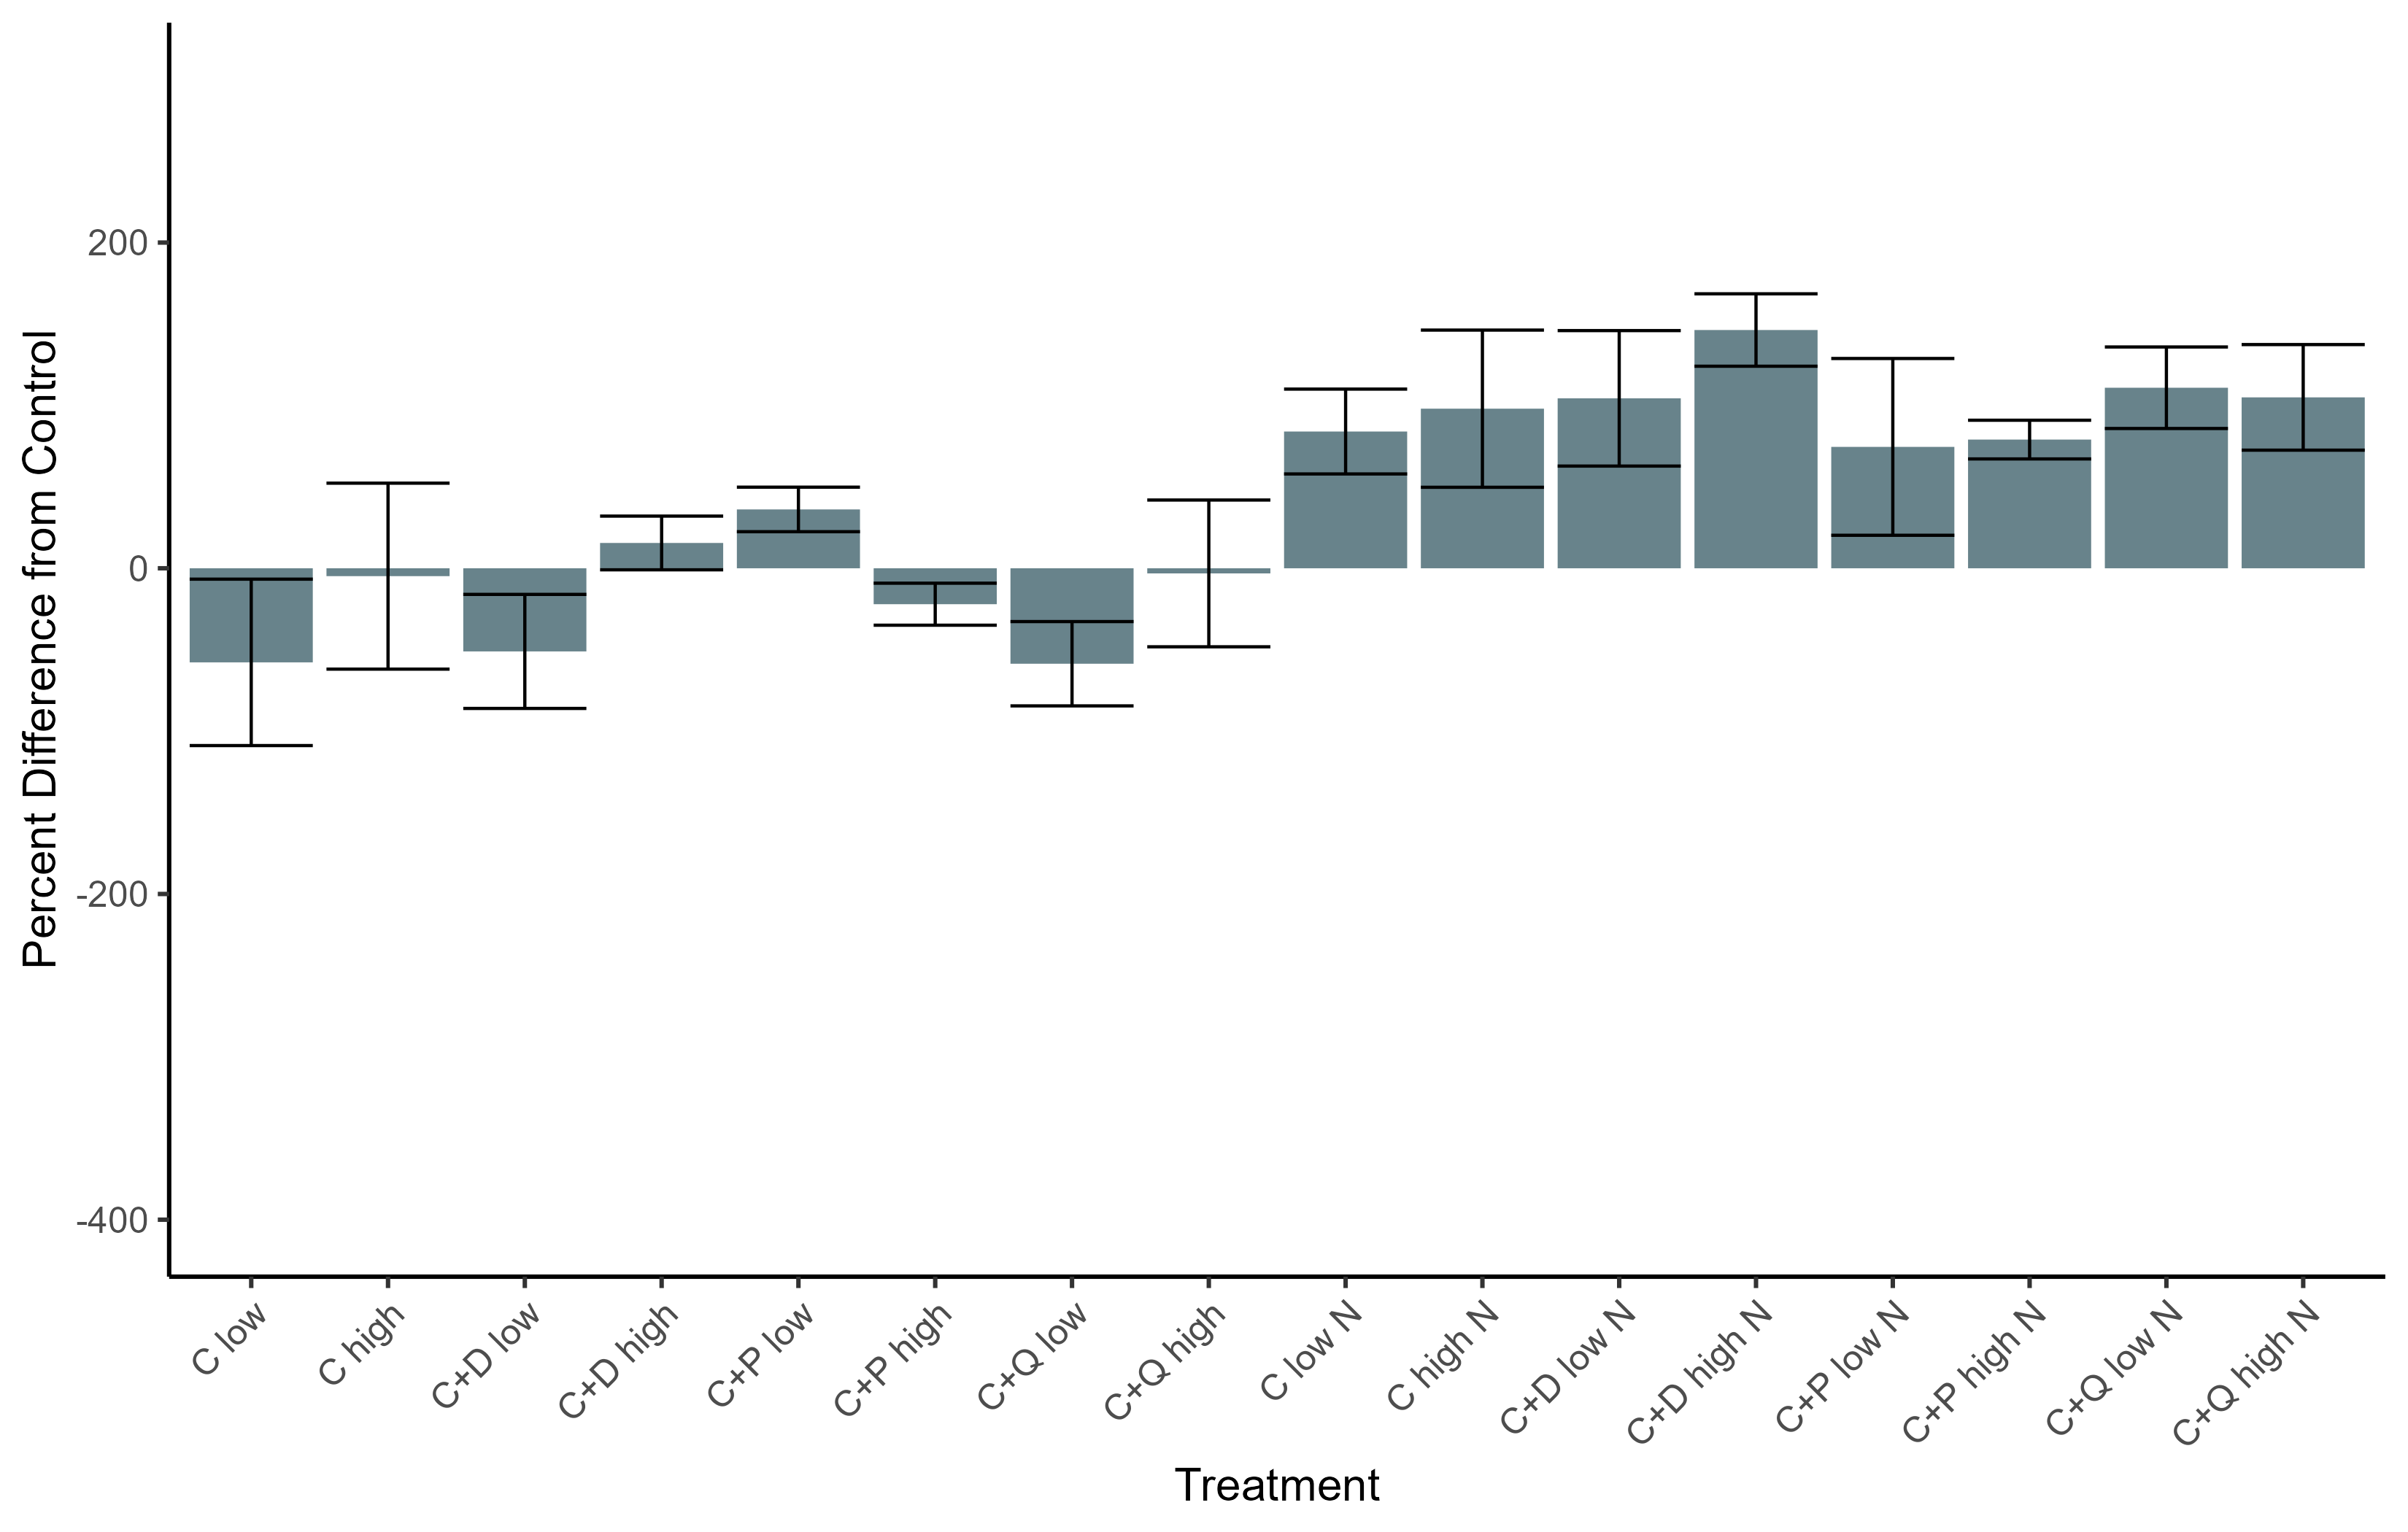 Percent Difference from Control
200
0
-200
-400
C low
C high
C+D low
C+D high
C+P low
C+P high
C+Q low
C+Q high
C low N
C high N
C+D low N
C+D high N
C+P low N
C+P high N
C+Q low N
C+Q high N
Treatment